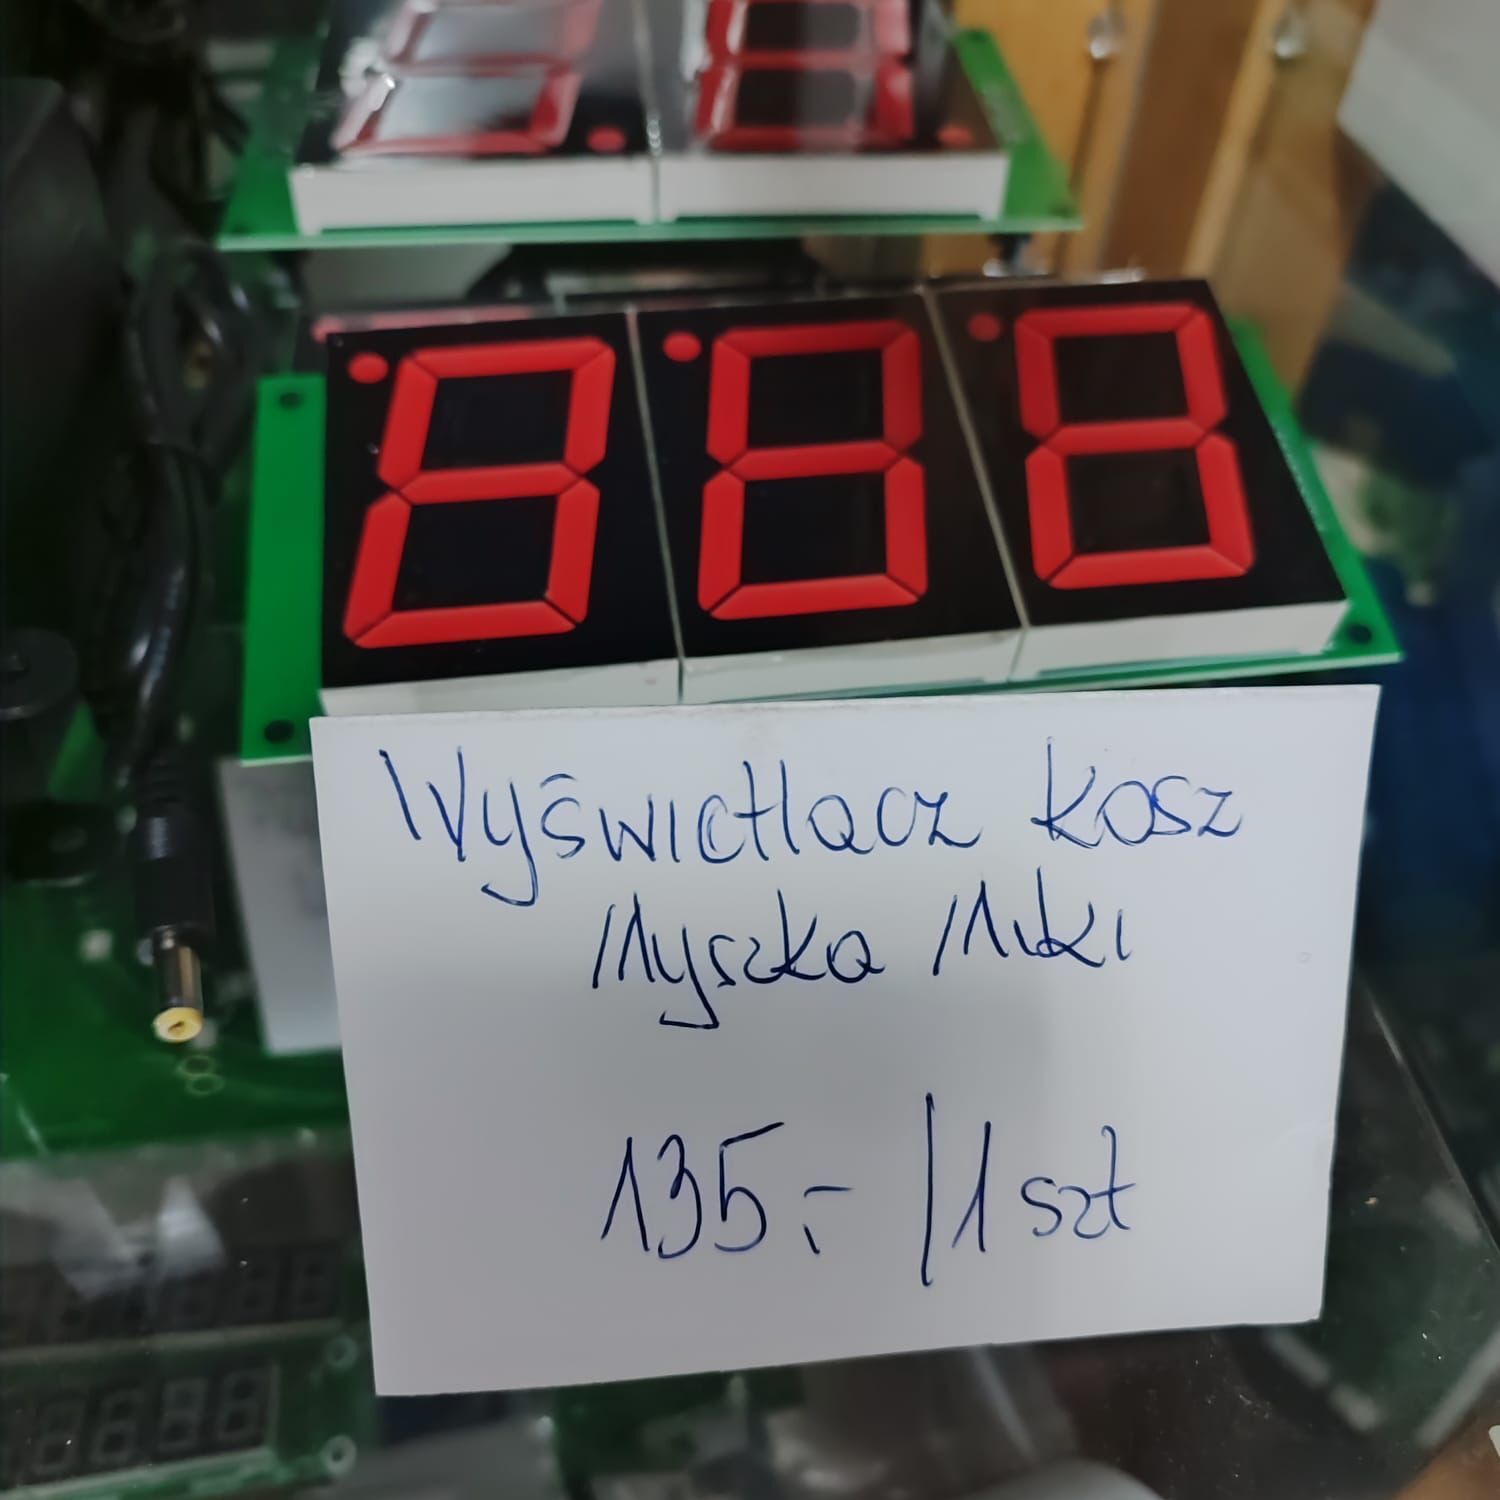 Wyświetlacz kosz
Myszka Miki
135,- / 1 szt